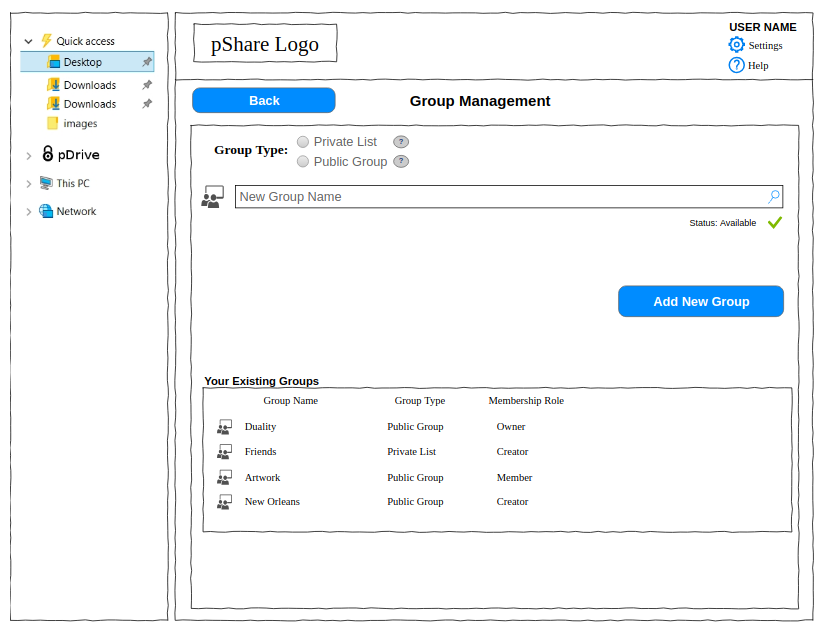 Quick access
Desktop
Downloads
Downloads
images
pDrive
This PC
Network
pShare Logo
USER NAME
Settings
? Help
Back
Group Management
Group Type:
Private List ?
Public Group ?
New Group Name
Status: Available
Add New Group
Your Existing Groups
Group Name Group Type Membership Role
Duality Public Group Owner
Friends Private List Creator
Artwork Public Group Member
New Orleans Public Group Creator